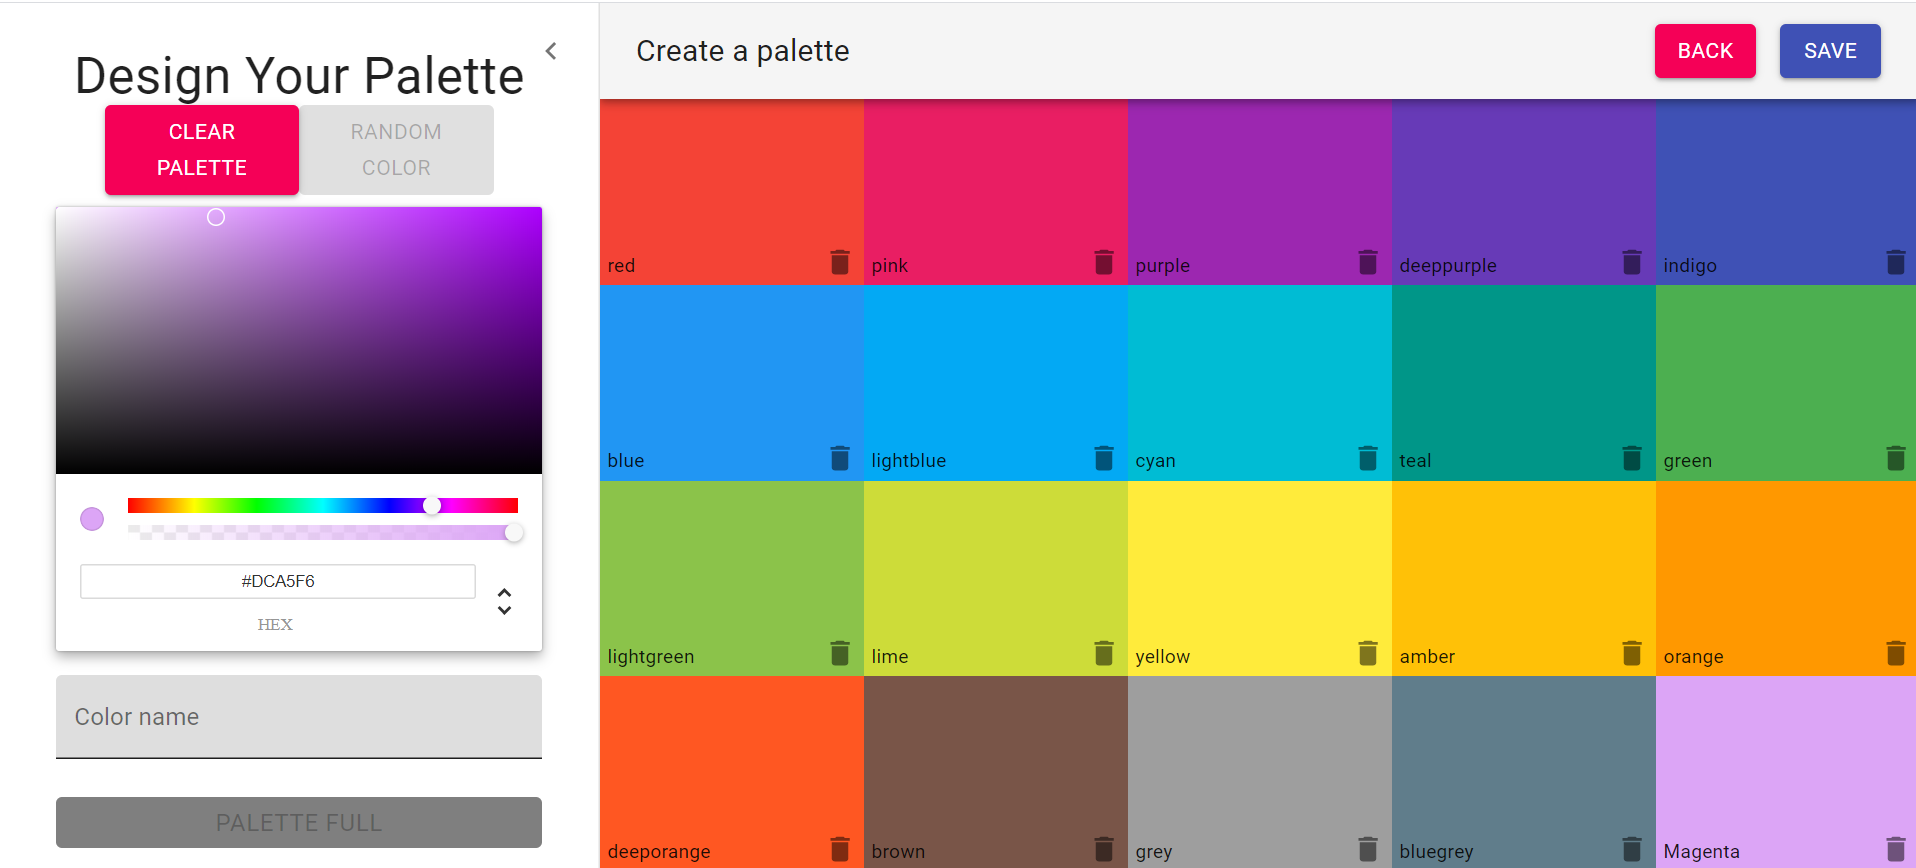 Design Your Palette
CLEAR
PALETTE
RANDOM
COLOR
#DCA5F6
HEX
Color name
PALETTE FULL
Create a palette
BACK
SAVE
red
pink
purple
deeppurple
indigo
blue
lightblue
cyan
teal
green
lightgreen
lime
yellow
amber
orange
deeporange
brown
grey
bluegrey
Magenta